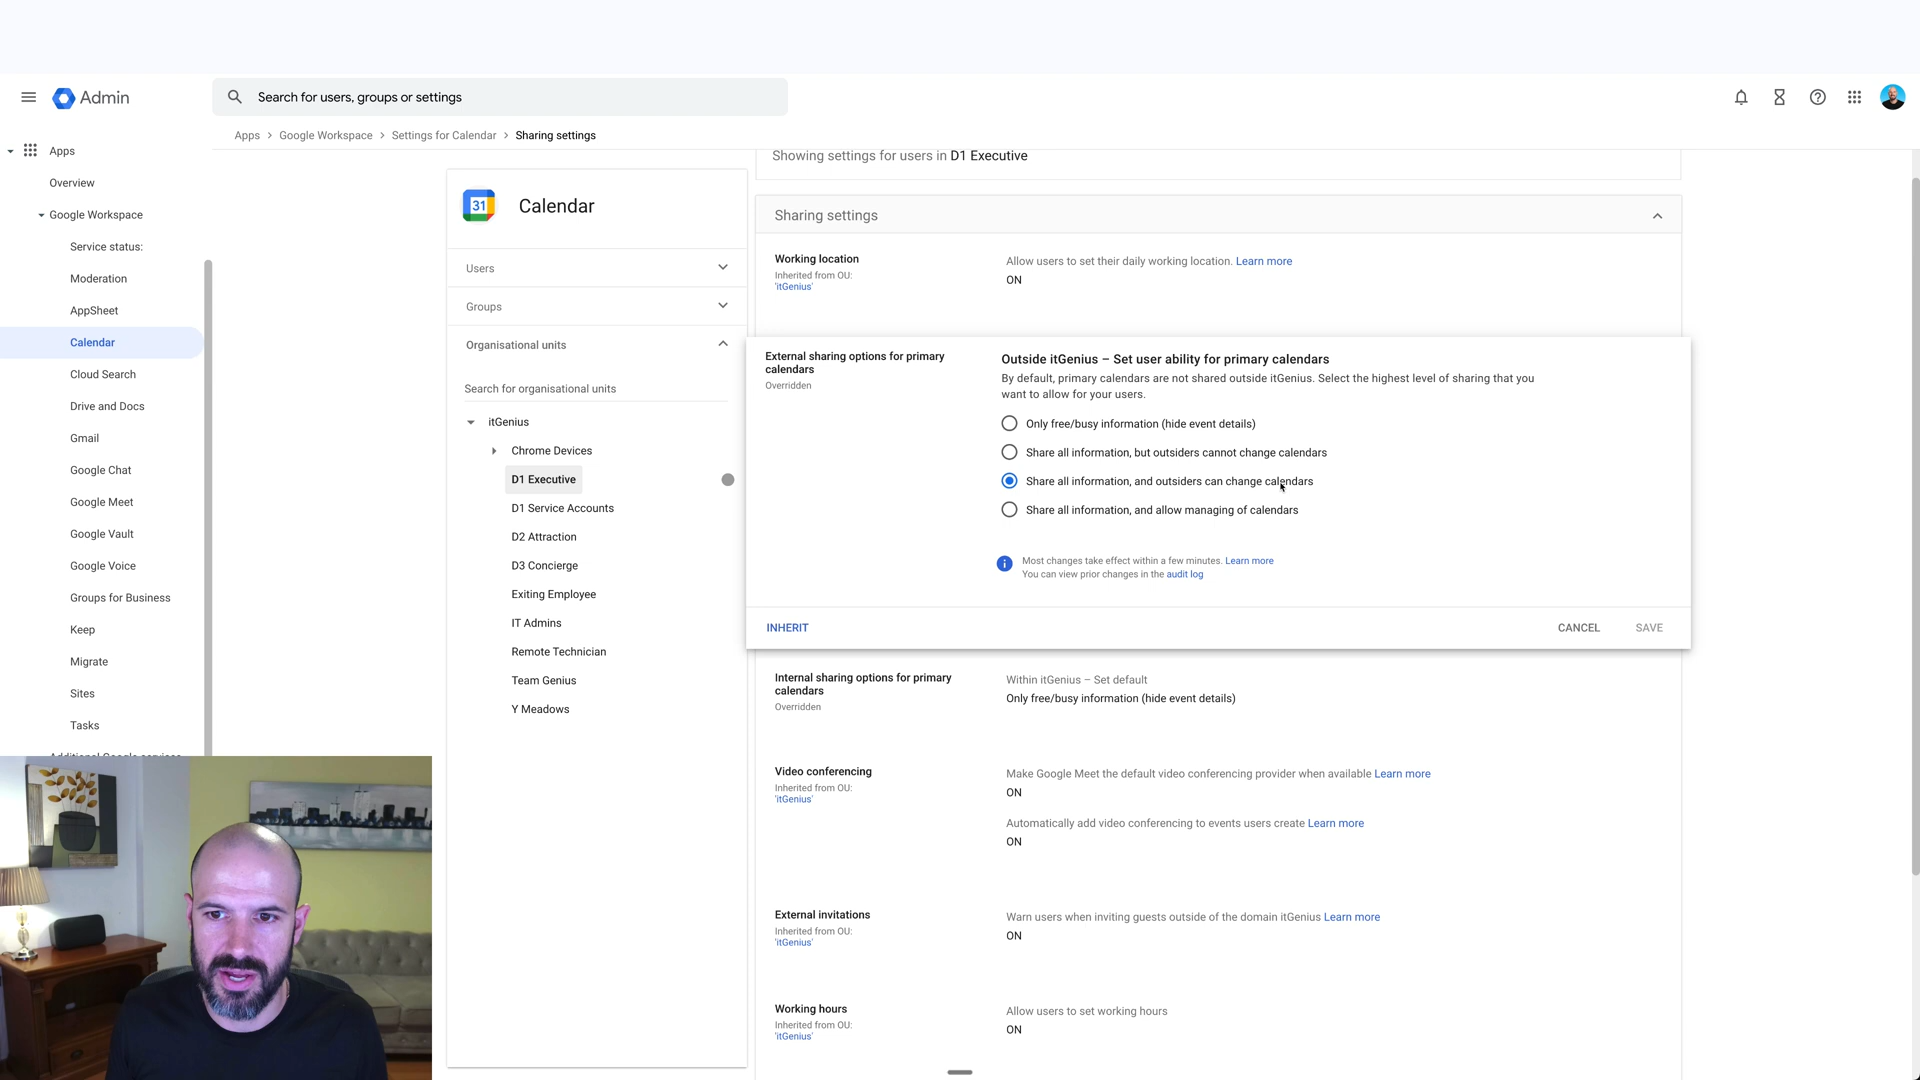 Admin
Search for users, groups or settings
Apps > Google Workspace > Settings for Calendar > Sharing settings
Apps
Overview
Google Workspace
Service status:
Moderation
AppSheet
Calendar
Cloud Search
Drive and Docs
Gmail
Google Chat
Google Meet
Google Vault
Google Voice
Groups for Business
Keep
Migrate
Sites
Tasks
Additional Google services
31
Calendar
Users
Groups
Organisational units
Search for organisational units
itGenius
Chrome Devices
D1 Executive
D1 Service Accounts
D2 Attraction
D3 Concierge
Exiting Employee
IT Admins
Remote Technician
Team Genius
Y Meadows
Showing settings for users in D1 Executive
Sharing settings
Working location
Inherited from OU:
'itGenius'
Allow users to set their daily working location. Learn more
ON
External sharing options for primary
calendars
Overridden
Outside itGenius – Set user ability for primary calendars
By default, primary calendars are not shared outside itGenius. Select the highest level of sharing that you
want to allow for your users.
Only free/busy information (hide event details)
Share all information, but outsiders cannot change calendars
Share all information, and outsiders can change calendars
Share all information, and allow managing of calendars
Most changes take effect within a few minutes. Learn more
You can view prior changes in the audit log
INHERIT
CANCEL
SAVE
Internal sharing options for primary
calendars
Overridden
Within itGenius – Set default
Only free/busy information (hide event details)
Video conferencing
Inherited from OU:
'itGenius'
Make Google Meet the default video conferencing provider when available Learn more
ON
Automatically add video conferencing to events users create Learn more
ON
External invitations
Inherited from OU:
'itGenius'
Warn users when inviting guests outside of the domain itGenius Learn more
ON
Working hours
Inherited from OU:
'itGenius'
Allow users to set working hours
ON